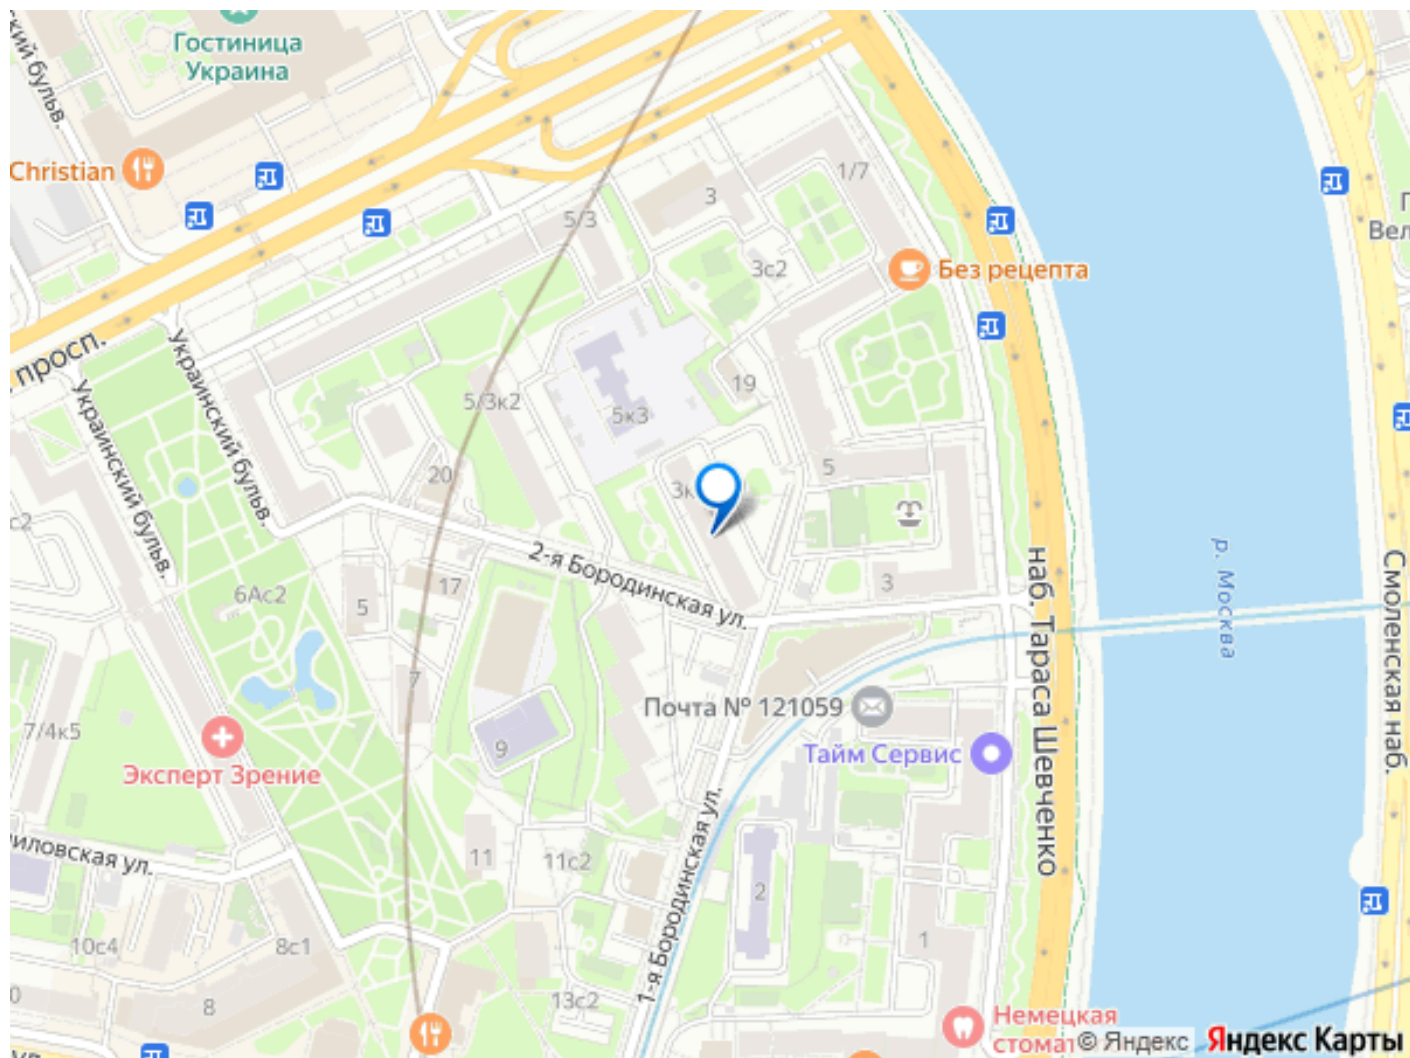 Гостиница
Украина
бульв.
Christian
1/7
3
5/3
3с2
Без рецепта
просп.
Украинский бульв.
Украинский бульв.
19
5/3к2
5к3
20
5
2-я Бородинская ул.
3
наб. Тараса Шевченко
р. Москва
Смоленская наб.
17
6Ас2
5
7
Почта № 121059
7/4к5
Тайм Сервис
9
Эксперт Зрение
11
11с2
1-я Бородинская ул.
2
10с4
8с1
1
8
13с2
Немецкая
© Яндекс
Яндекс Карты